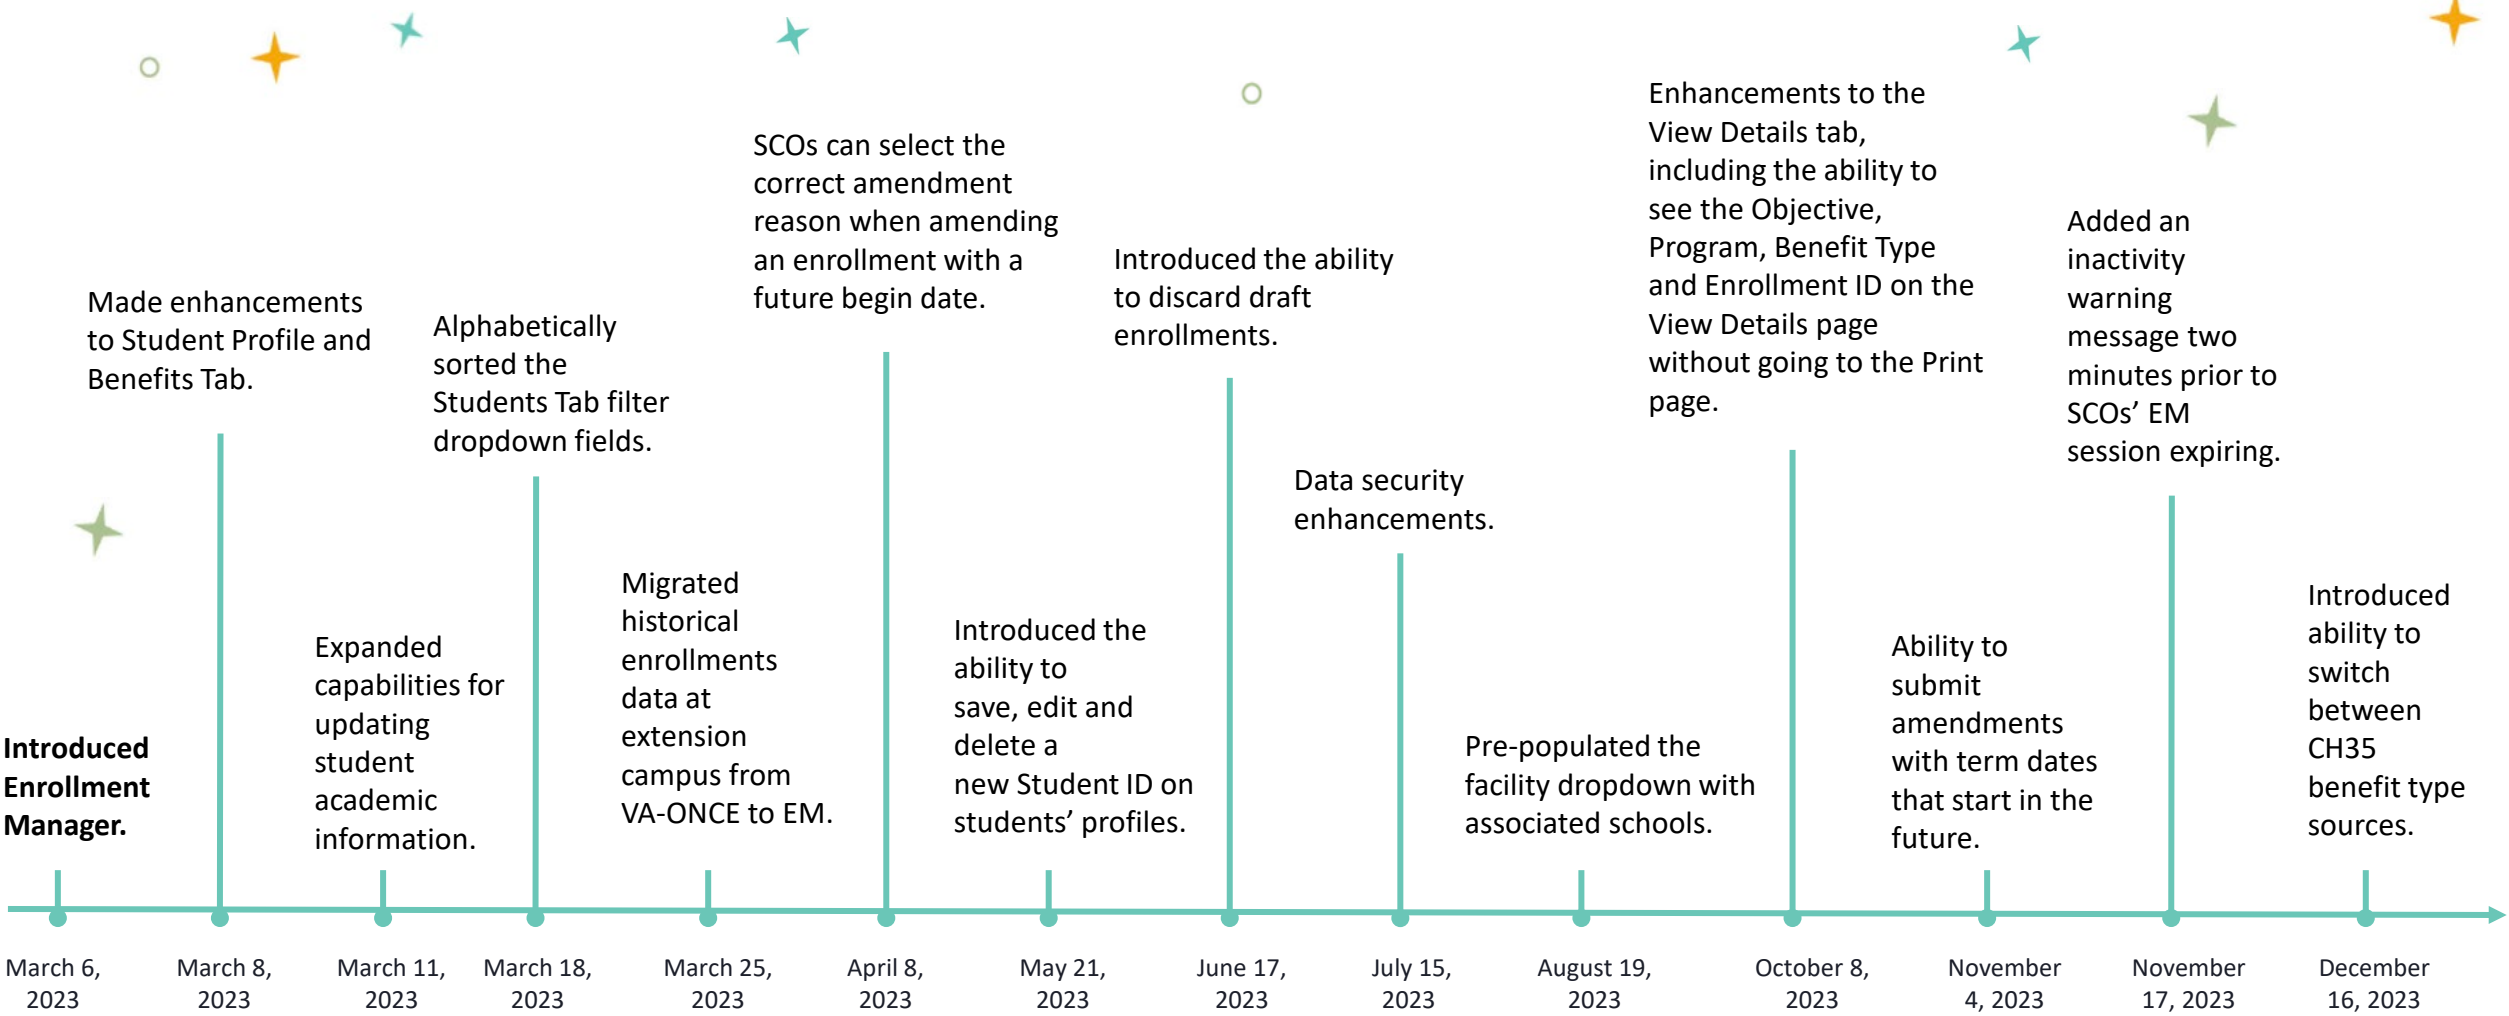 Introduced
Enrollment
Manager.
March 6,
2023
Made enhancements
to Student Profile and
Benefits Tab.
March 8,
2023
Expanded
capabilities for
updating
student
academic
information.
March 11,
2023
Alphabetically
sorted the
Students Tab filter
dropdown fields.
March 18,
2023
Migrated
historical
enrollments
data at
extension
campus from
VA-ONCE to EM.
March 25,
2023
SCOs can select the
correct amendment
reason when amending
an enrollment with a
future begin date.
April 8,
2023
Introduced the
ability to
save, edit and
delete a
new Student ID on
students’ profiles.
May 21,
2023
Introduced the ability
to discard draft
enrollments.
June 17,
2023
Data security
enhancements.
July 15,
2023
Pre-populated the
facility dropdown with
associated schools.
August 19,
2023
Enhancements to the
View Details tab,
including the ability to
see the Objective,
Program, Benefit Type
and Enrollment ID on the
View Details page
without going to the Print
page.
October 8,
2023
Ability to
submit
amendments
with term dates
that start in the
future.
November
4, 2023
Added an
inactivity
warning
message two
minutes prior to
SCOs’ EM
session expiring.
November
17, 2023
Introduced
ability to
switch
between
CH35
benefit type
sources.
December
16, 2023